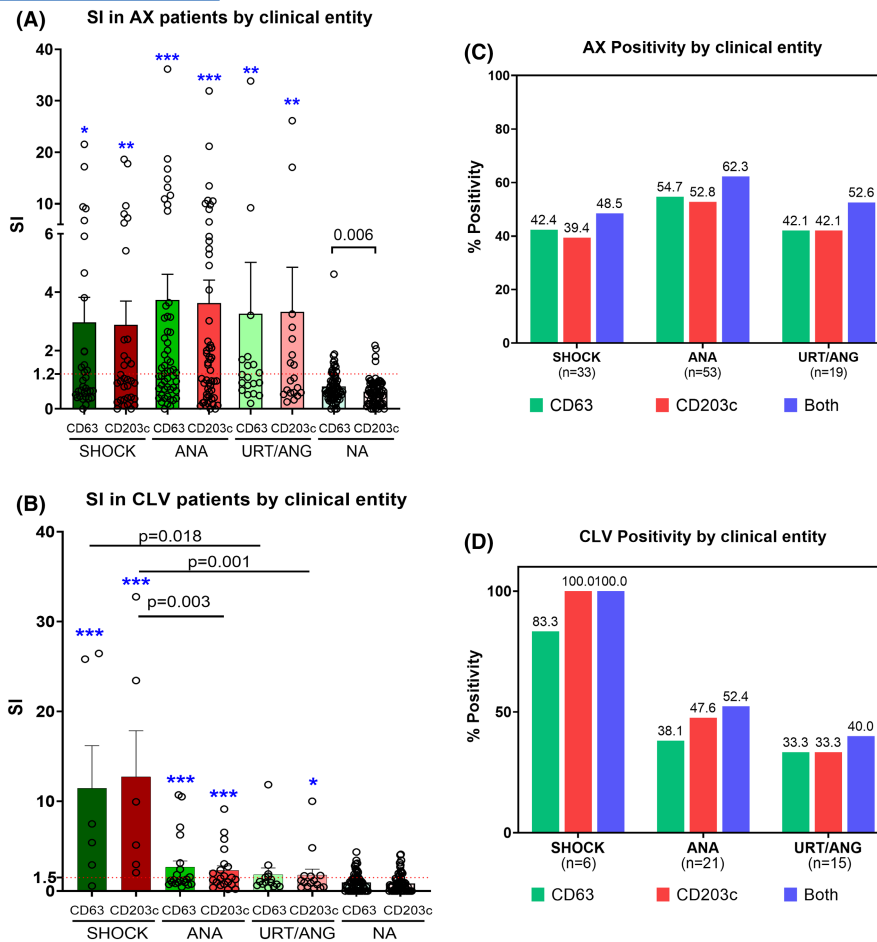 (A)
SI in AX patients by clinical entity
SI
40
30
20
10
6
4
2
1.2
0
*
**
***
***
**
**
0.006
CD63 CD203c CD63 CD203c CD63 CD203c CD63 CD203c
SHOCK ANA URT/ANG NA
(B)
SI in CLV patients by clinical entity
SI
40
30
20
10
1.5
0
p=0.018
p=0.001
p=0.003
***
***
***
***
*
CD63 CD203c CD63 CD203c CD63 CD203c CD63 CD203c
SHOCK ANA URT/ANG NA
(C)
AX Positivity by clinical entity
% Positivity
100
80
60
40
20
0
42.4 39.4 48.5 54.7 52.8 62.3 42.1 42.1 52.6
SHOCK ANA URT/ANG
(n=33) (n=53) (n=19)
CD63 CD203c Both
(D)
CLV Positivity by clinical entity
% Positivity
100
50
0
83.3 100.0 100.0 38.1 47.6 52.4 33.3 33.3 40.0
SHOCK ANA URT/ANG
(n=6) (n=21) (n=15)
CD63 CD203c Both